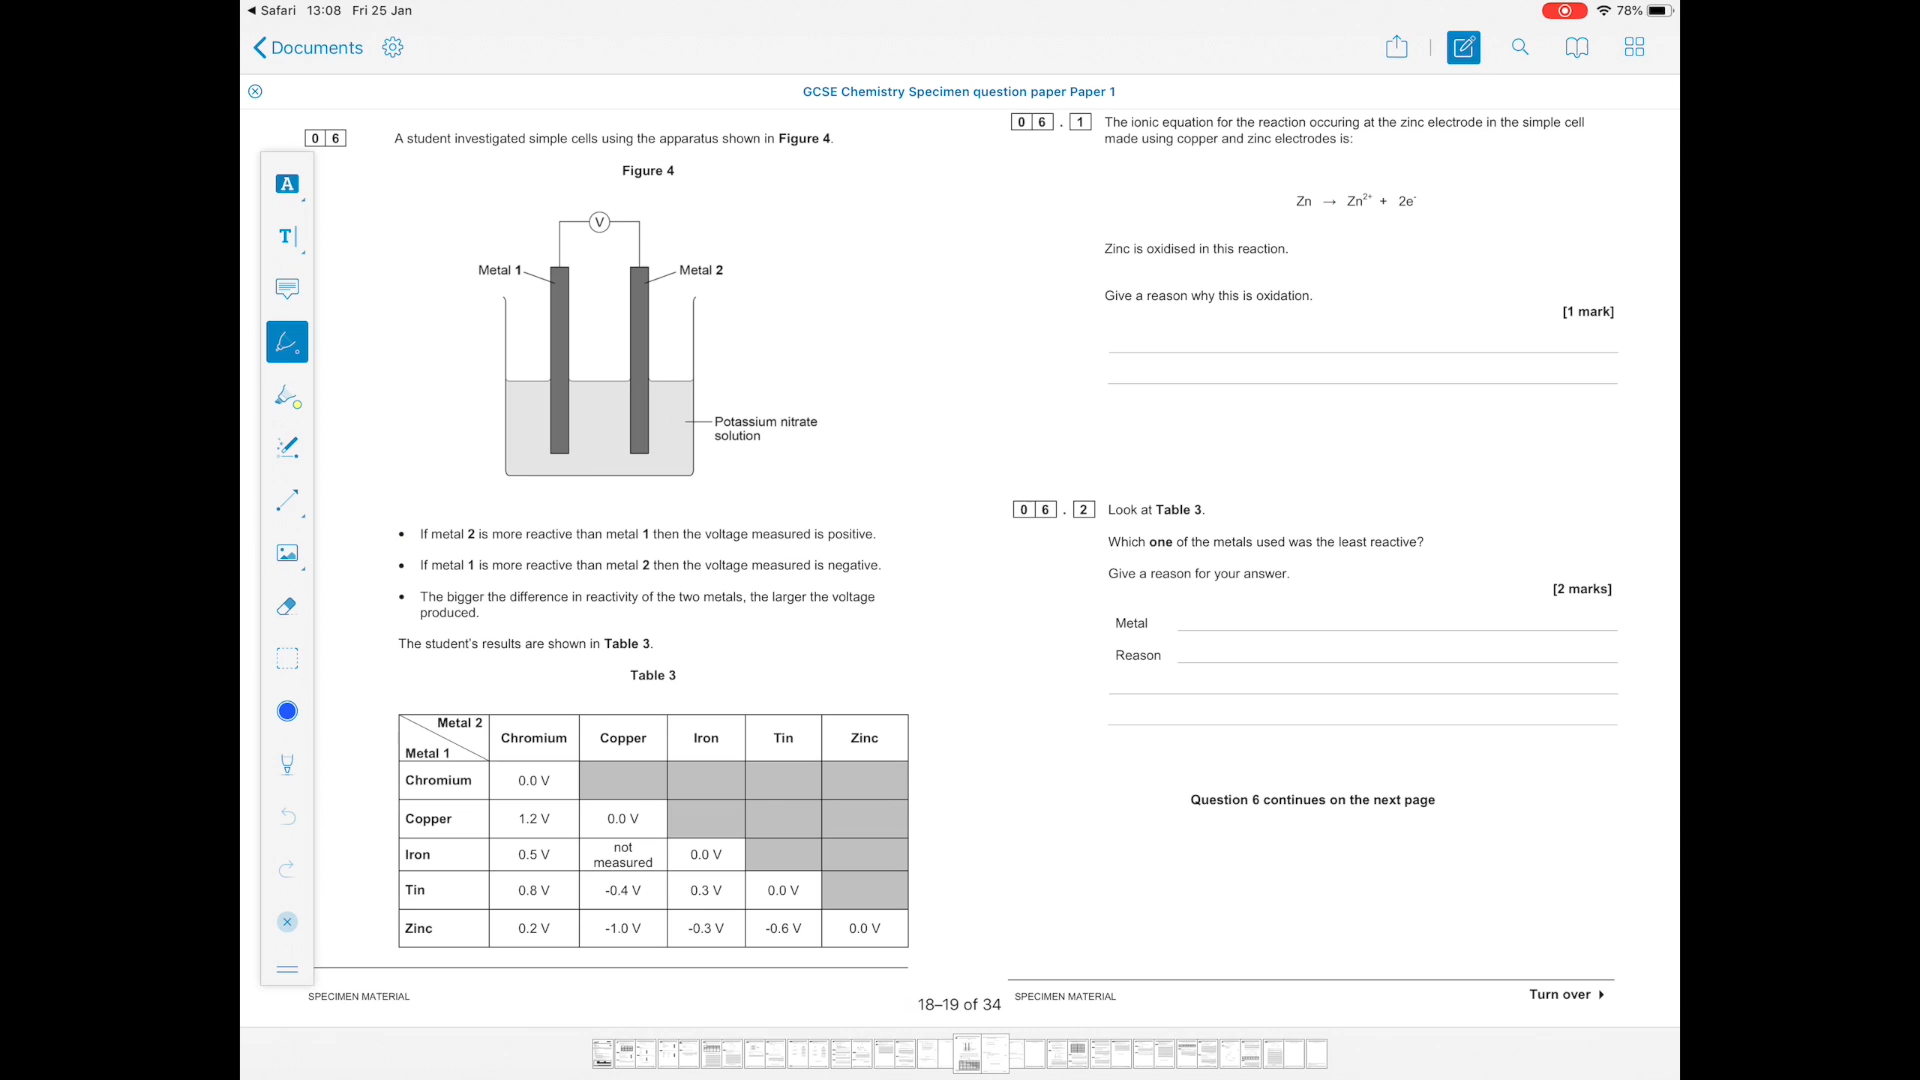 Safari 13:08 Fri 25 Jan
78%
Documents
GCSE Chemistry Specimen question paper Paper 1
0 6
A student investigated simple cells using the apparatus shown in Figure 4.
Figure 4
V
Metal 1
Metal 2
Potassium nitrate
solution
• If metal 2 is more reactive than metal 1 then the voltage measured is positive.
• If metal 1 is more reactive than metal 2 then the voltage measured is negative.
• The bigger the difference in reactivity of the two metals, the larger the voltage
produced.
The student's results are shown in Table 3.
Table 3
Metal 2
Metal 1
Chromium Copper Iron Tin Zinc
Chromium 0.0 V
Copper 1.2 V 0.0 V
Iron 0.5 V not measured 0.0 V
Tin 0.8 V -0.4 V 0.3 V 0.0 V
Zinc 0.2 V -1.0 V -0.3 V -0.6 V 0.0 V
SPECIMEN MATERIAL
0 6 . 1 The ionic equation for the reaction occuring at the zinc electrode in the simple cell
made using copper and zinc electrodes is:
Zn → Zn²⁺ + 2e⁻
Zinc is oxidised in this reaction.
Give a reason why this is oxidation.
[1 mark]
0 6 . 2 Look at Table 3.
Which one of the metals used was the least reactive?
Give a reason for your answer.
[2 marks]
Metal
Reason
Question 6 continues on the next page
18–19 of 34
SPECIMEN MATERIAL
Turn over
A
T